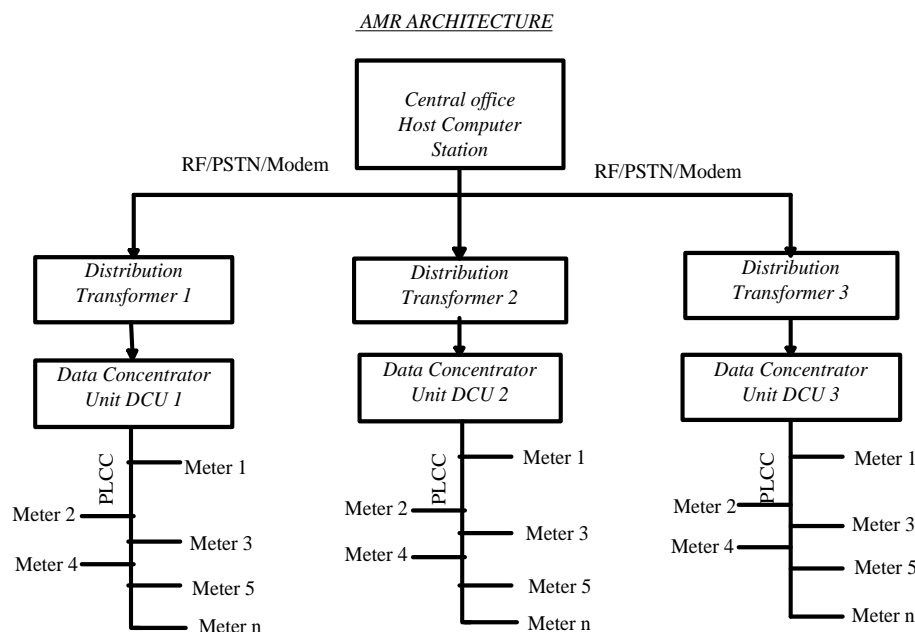 AMR ARCHITECTURE
Central office
Host Computer
Station
RF/PSTN/Modem
RF/PSTN/Modem
Distribution
Transformer 1
Distribution
Transformer 2
Distribution
Transformer 3
Data Concentrator
Unit DCU 1
Data Concentrator
Unit DCU 2
Data Concentrator
Unit DCU 3
PLCC
Meter 1
Meter 2
Meter 3
Meter 4
Meter 5
Meter n
PLCC
Meter 1
Meter 2
Meter 3
Meter 4
Meter 5
Meter n
PLCC
Meter 1
Meter 2
Meter 3
Meter 4
Meter 5
Meter n